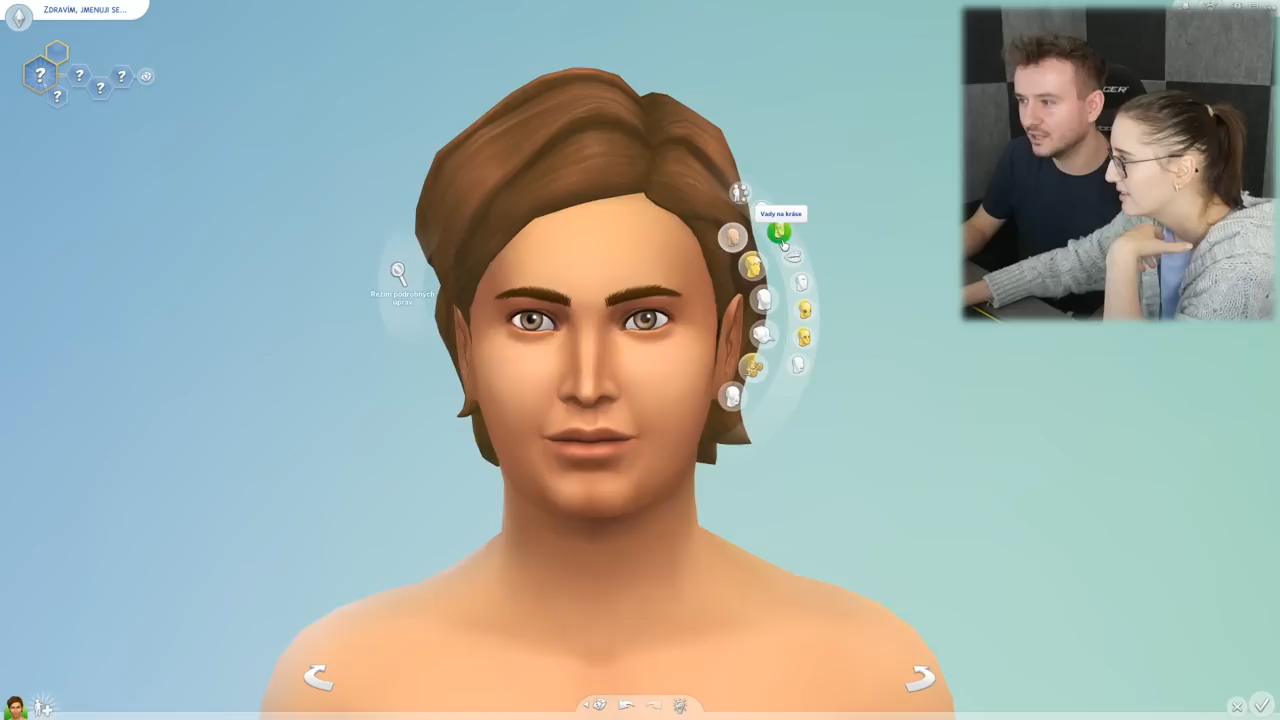 ZDRAVÍM, JMENUJI SE...
Vady na kráse
Režim podrobných
úprav